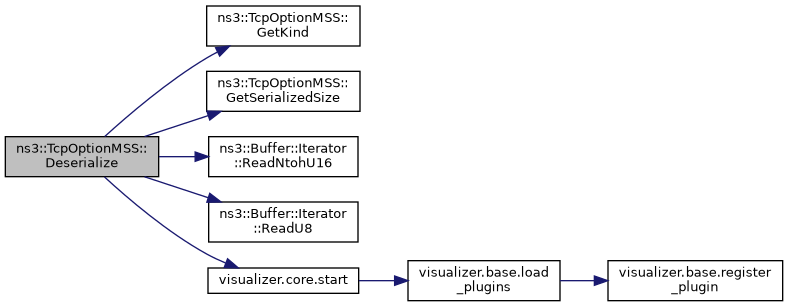 ns3::TcpOptionMSS::
Deserialize
ns3::TcpOptionMSS::
GetKind
ns3::TcpOptionMSS::
GetSerializedSize
ns3::Buffer::Iterator
::ReadNtohU16
ns3::Buffer::Iterator
::ReadU8
visualizer.core.start
visualizer.base.load
_plugins
visualizer.base.register
_plugin